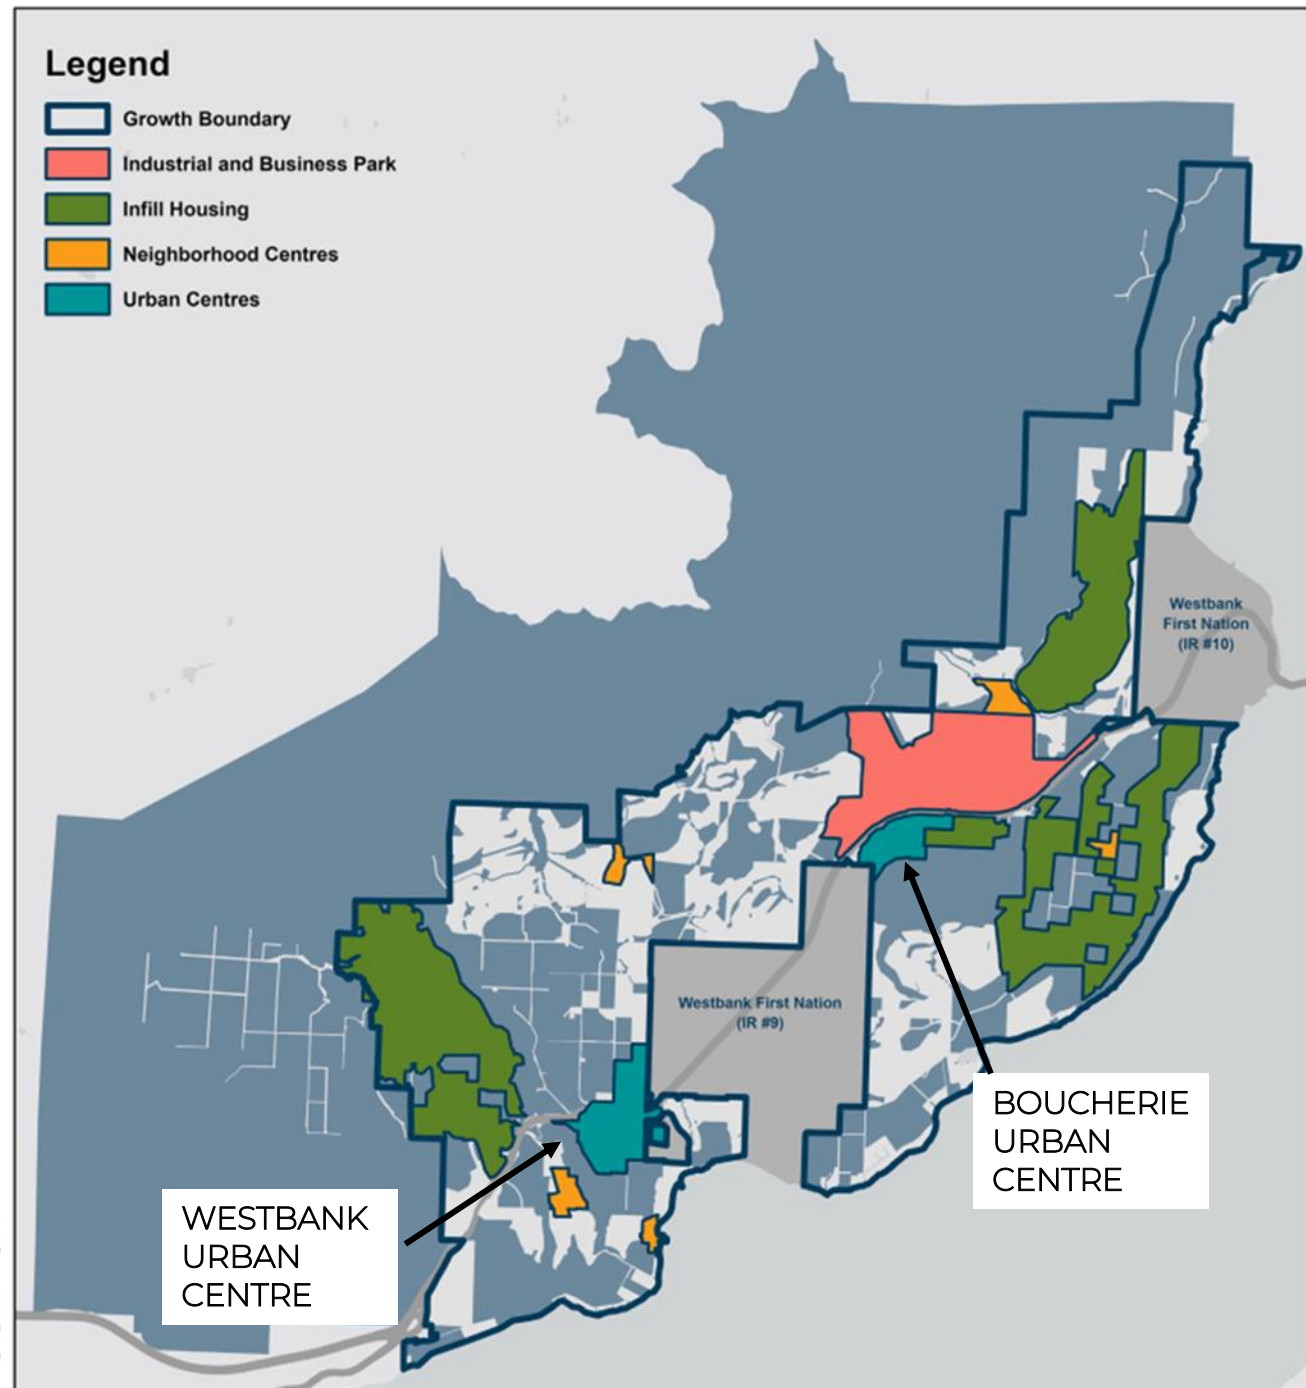 Legend
Growth Boundary
Industrial and Business Park
Infill Housing
Neighborhood Centres
Urban Centres
Westbank
First Nation
(IR #10)
Westbank First Nation
(IR #9)
BOUCHERIE
URBAN
CENTRE
WESTBANK
URBAN
CENTRE